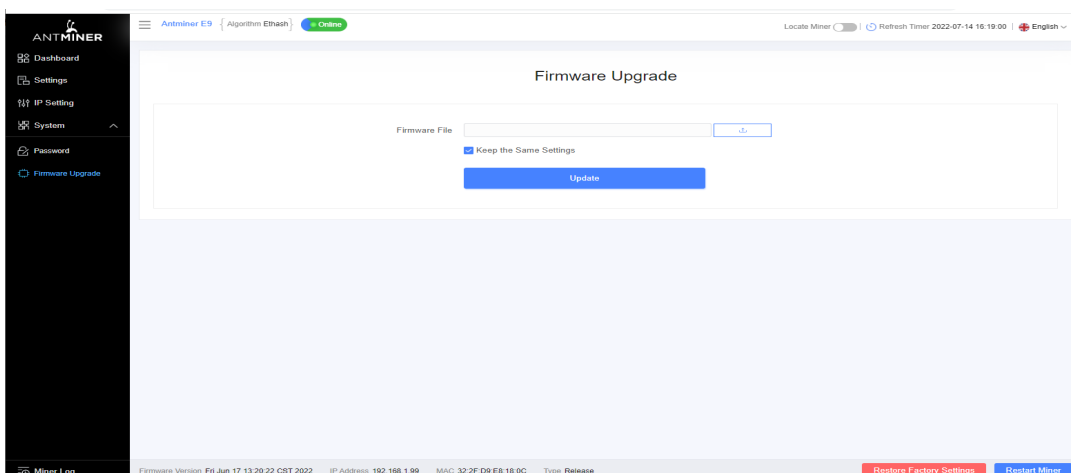 ANTMINER
Antminer E9 { Algorithm Ethash } Online
Locate Miner | Refresh Timer 2022-07-14 16:19:00 | English
Dashboard
Settings
IP Setting
System
Password
Firmware Upgrade
Firmware Upgrade
Firmware File
Keep the Same Settings
Update
Miner Log
Firmware Version Fri Jun 17 13:20:22 CST 2022 IP Address 192.168.1.99 MAC 32:2F:D9:E8:18:0C Type Release
Restore Factory Settings
Restart Miner